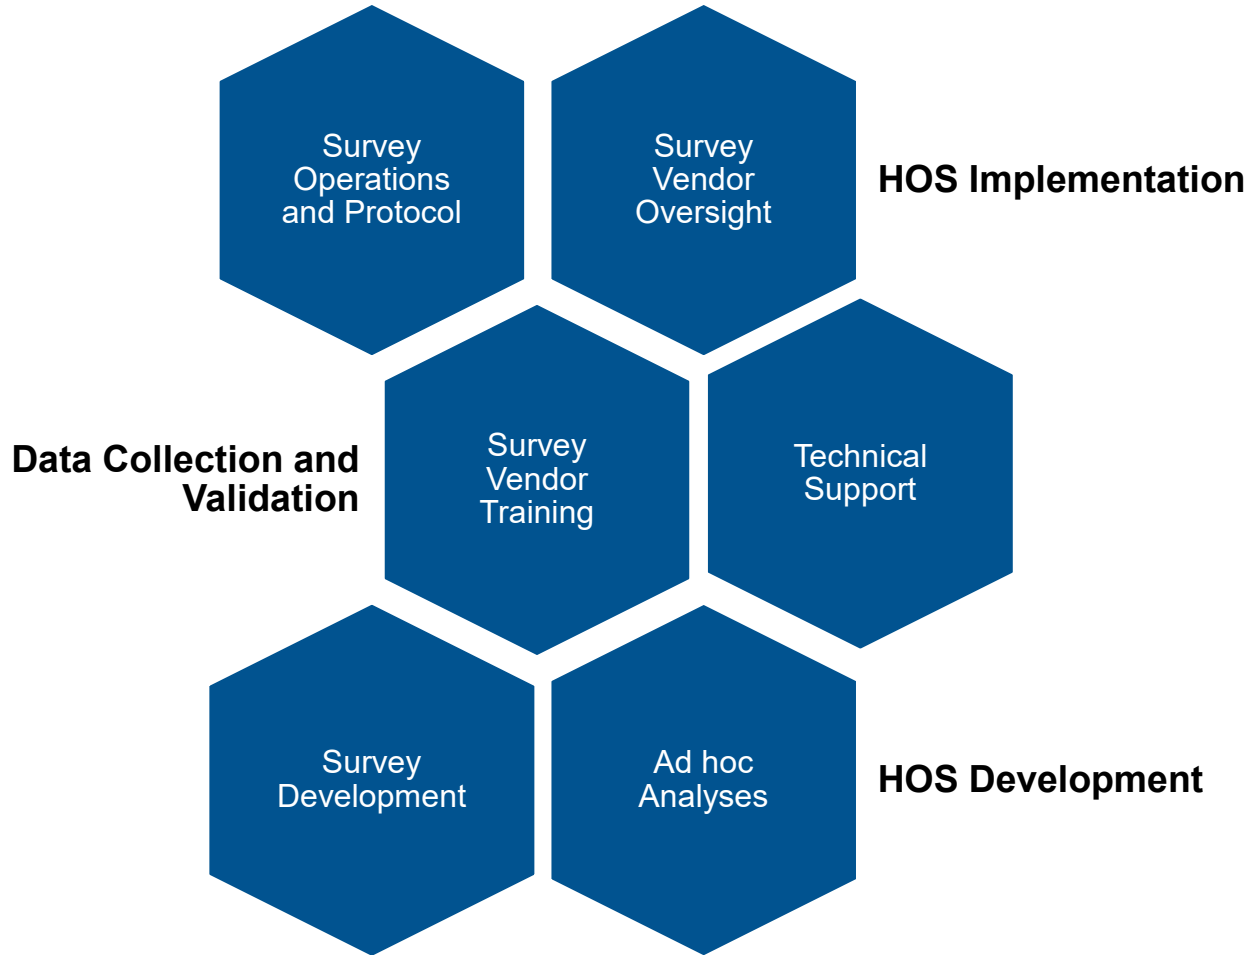 Survey
Operations
and Protocol
Survey
Vendor
Oversight
HOS Implementation
Data Collection and
Validation
Survey
Vendor
Training
Technical
Support
Survey
Development
Ad hoc
Analyses
HOS Development